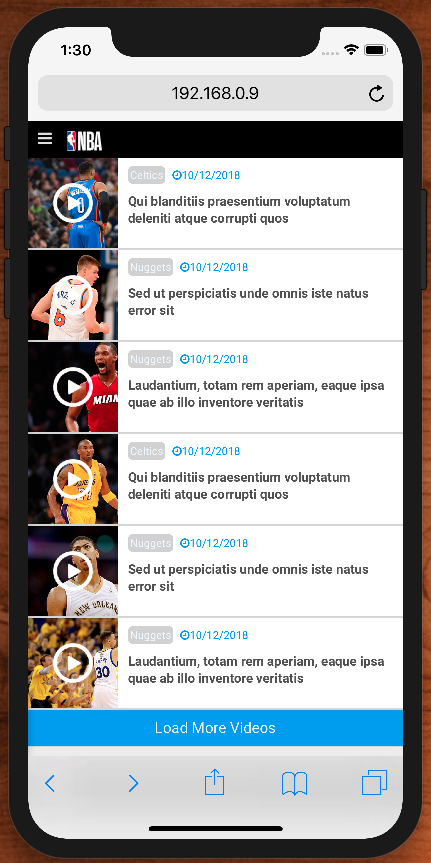 1:30
192.168.0.9
NBA
Celtics 10/12/2018
Qui blanditiis praesentium voluptatum
deleniti atque corrupti quos
Nuggets 10/12/2018
Sed ut perspiciatis unde omnis iste natus
error sit
Nuggets 10/12/2018
Laudantium, totam rem aperiam, eaque ipsa
quae ab illo inventore veritatis
MIAM
Celtics 10/12/2018
Qui blanditiis praesentium voluptatum
deleniti atque corrupti quos
Nuggets 10/12/2018
Sed ut perspiciatis unde omnis iste natus
error sit
NEW ORLEAN
Nuggets 10/12/2018
Laudantium, totam rem aperiam, eaque ipsa
quae ab illo inventore veritatis
30
Load More Videos